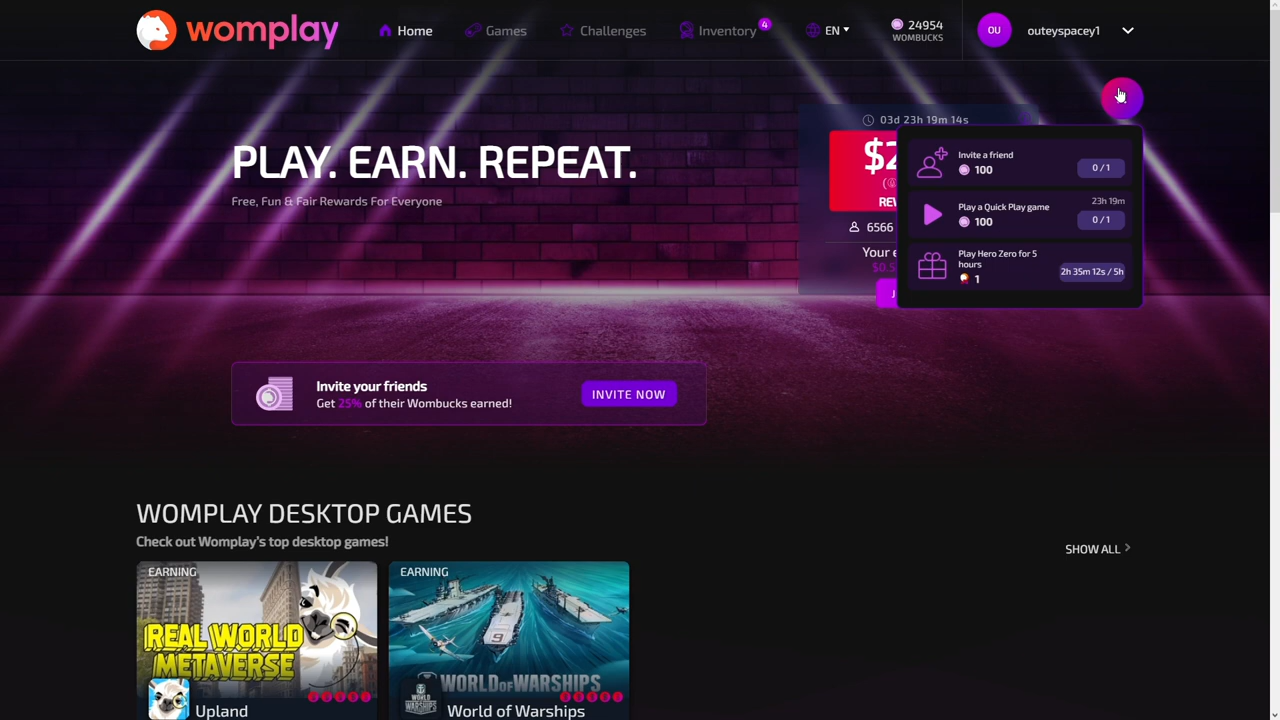 womplay
Home
Games
Challenges
Inventory
4
EN
24954
WOMBUCKS
OU
outeyspacey1
03d 23h 19m 14s
PLAY. EARN. REPEAT.
Free, Fun & Fair Rewards For Everyone
6566
Invite a friend
100
0 / 1
Play a Quick Play game
100
23h 19m
0 / 1
Play Hero Zero for 5
hours
1
2h 35m 12s / 5h
Invite your friends
Get 25% of their Wombucks earned!
INVITE NOW
WOMPLAY DESKTOP GAMES
Check out Womplay's top desktop games!
SHOW ALL
EARNING
REAL WORLD
METAVERSE
Upland
EARNING
9
WORLD OF WARSHIPS
WORLD OF
WARSHIPS
World of Warships